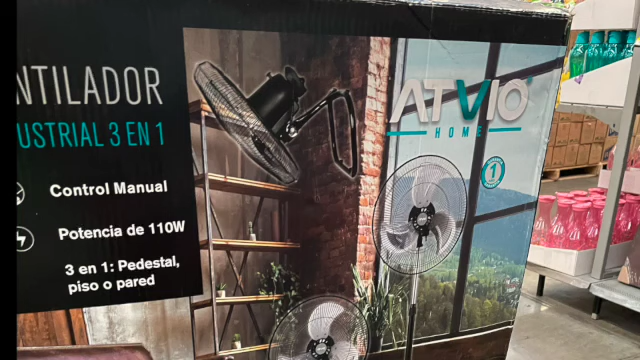 NTILADOR
USTRIAL 3 EN 1
Control Manual
Potencia de 110W
3 en 1: Pedestal,
piso o pared
ATVIO
HOME
1